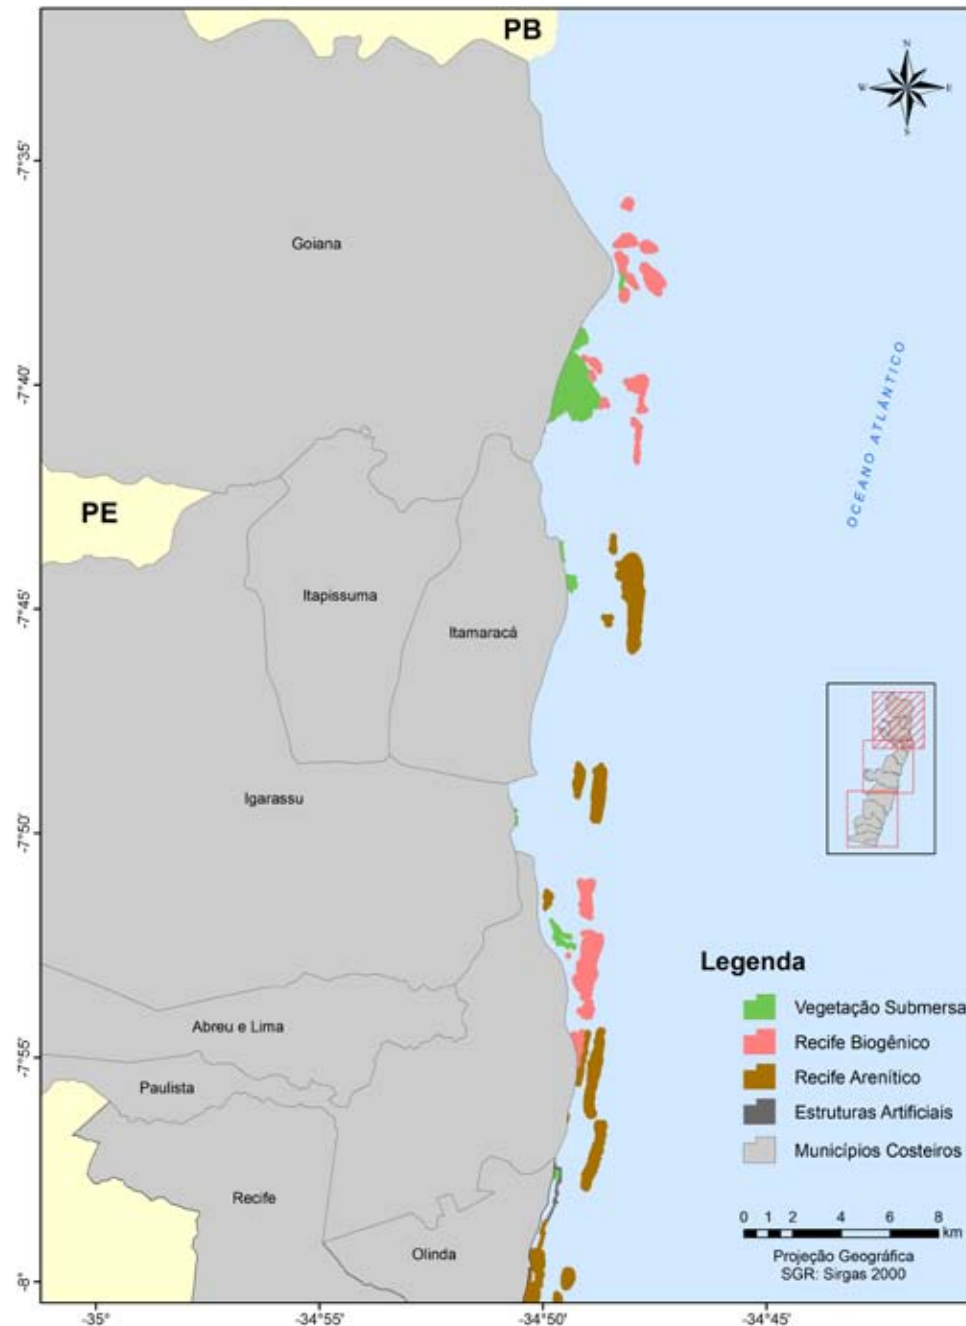 PB
N
W
E
S
-7°35'
Goiana
-7°40'
OCEANO ATLÂNTICO
PE
Itapissuma
-7°45'
Itamaracá
Igarassu
-7°50'
Legenda
Vegetação Submersa
Recife Biogênico
Recife Arenítico
Estruturas Artificiais
Municípios Costeiros
Abreu e Lima
-7°55'
Paulista
Recife
Olinda
0 1 2 4 6 8
km
Projeção Geográfica
SGR: Sirgas 2000
-8°
-35° -34°55' -34°50' -34°45'